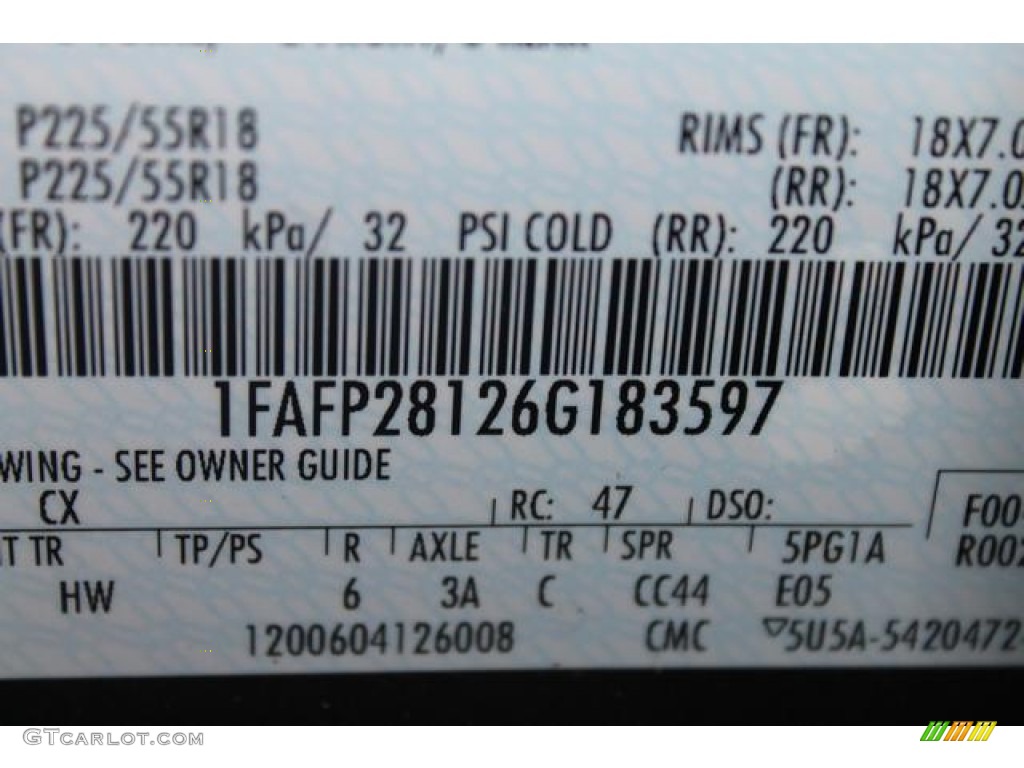 P225/55R18 RIMS (FR): 18X7.0
P225/55R18 (RR): 18X7.0
(FR): 220 kPa/ 32 PSI COLD (RR): 220 kPa/ 32
1FAFP28126G183597
WING - SEE OWNER GUIDE
CX RC: 47 DSO: F00
T TR TP/PS R AXLE TR SPR 5PG1A R002
HW 6 3A C CC44 E05
1200604126008 CMC ▽5U5A-5420472-
GTCARLOT.COM